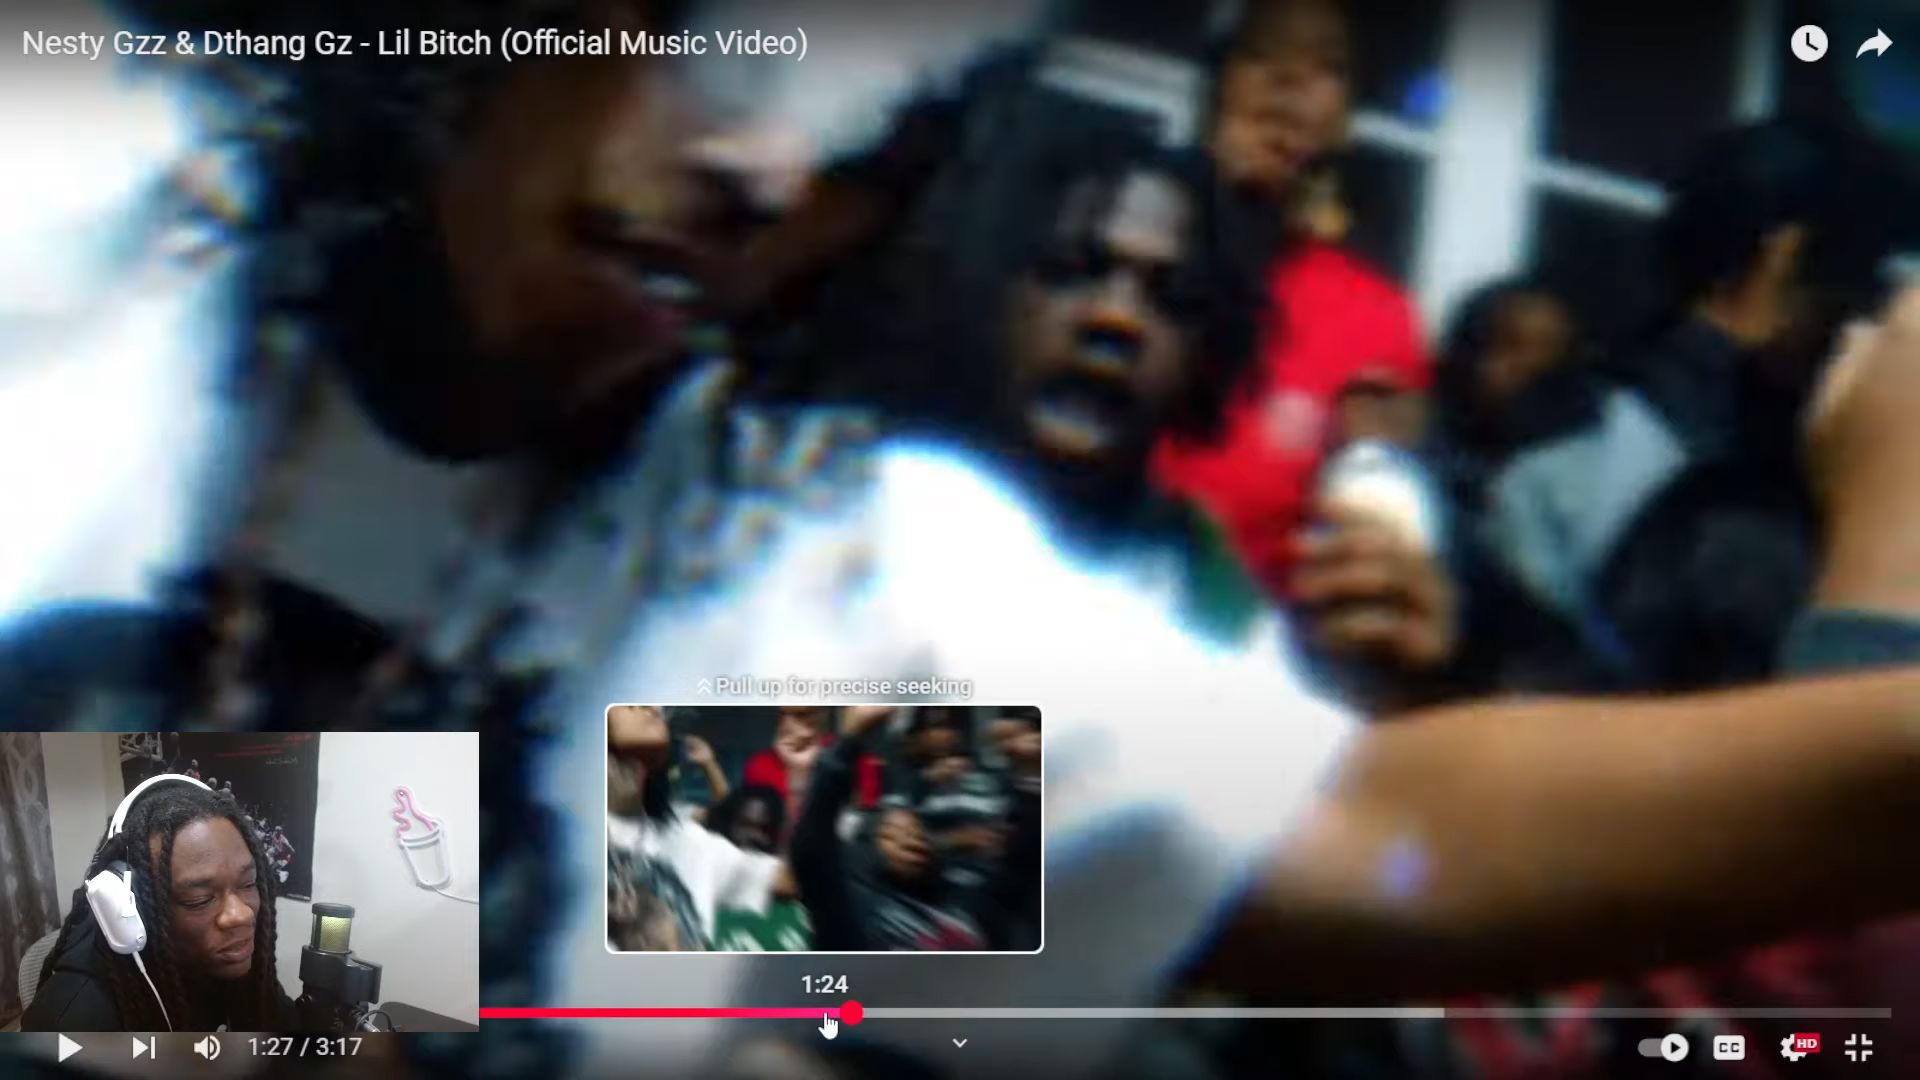 Nesty Gzz & Dthang Gz - Lil Bitch (Official Music Video)
Pull up for precise seeking
1:24
1:27 / 3:17
CC
HD